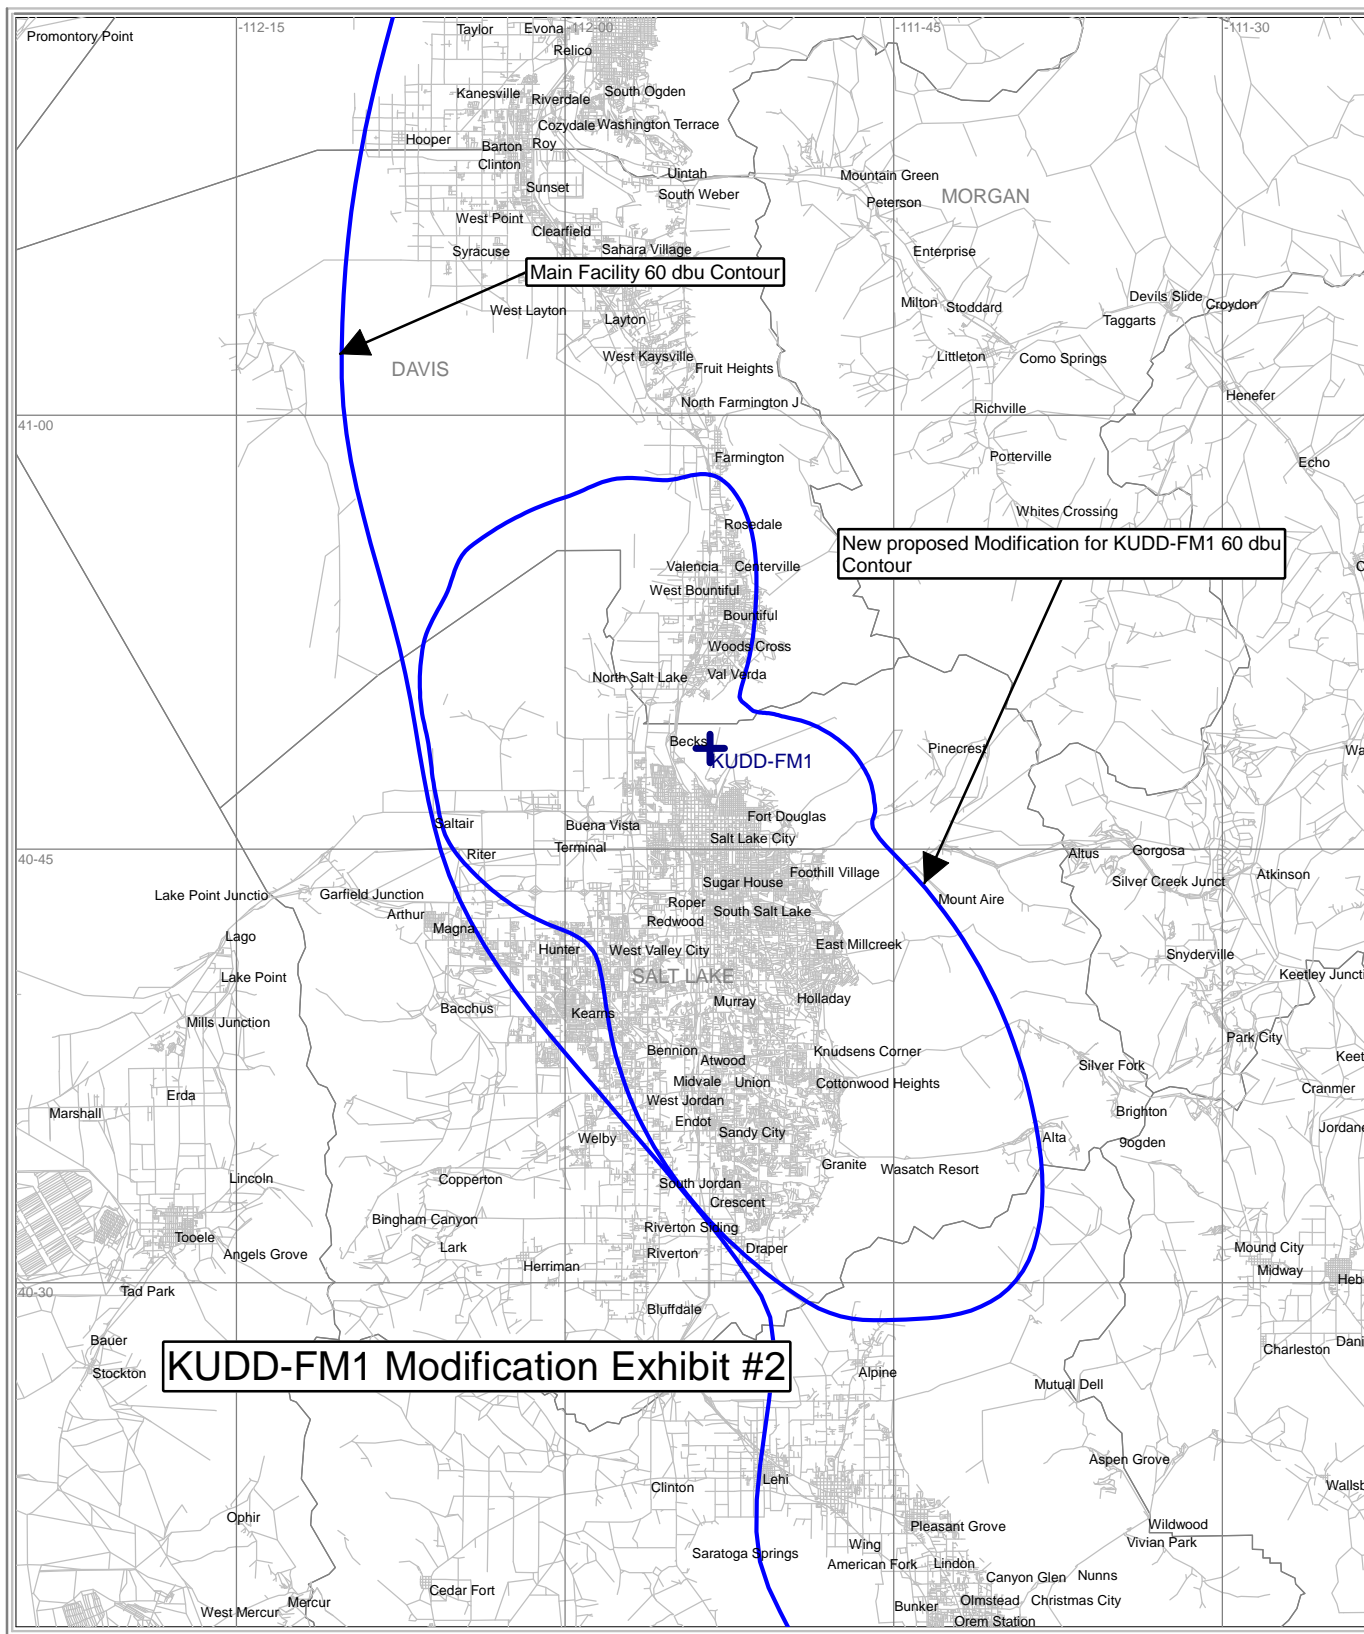 -112-15
-112-00
-111-45
-111-30
Promontory Point
Taylor
Evona
Relico
Kanesville
Riverdale
South Ogden
Cozydale
Washington Terrace
Hooper
Barton
Roy
Clinton
Uintah
Mountain Green
Sunset
South Weber
Peterson
MORGAN
West Point
Clearfield
Syracuse
Sahara Village
Enterprise
Main Facility 60 dbu Contour
West Layton
Layton
Milton
Stoddard
Devils Slide
Croydon
Taggarts
West Kaysville
Littleton
Como Springs
DAVIS
Fruit Heights
North Farmington J
Richville
Henefer
41-00
Farmington
Porterville
Echo
Whites Crossing
Rosedale
New proposed Modification for KUDD-FM1 60 dbu
Contour
Valencia
Centerville
West Bountiful
Bountiful
Woods Cross
North Salt Lake
Val Verda
Becks
KUDD-FM1
Pinecrest
Wa
Saltair
Buena Vista
Fort Douglas
Terminal
Salt Lake City
Riter
40-45
Altus
Gorgosa
Foothill Village
Sugar House
Silver Creek Junct
Atkinson
Lake Point Junctio
Garfield Junction
Arthur
Roper
South Salt Lake
Mount Aire
Redwood
Magna
Lago
Hunter
West Valley City
East Millcreek
Snyderville
SALT LAKE
Lake Point
Keetley Juncti
Bacchus
Kearns
Murray
Holladay
Mills Junction
Park City
Bennion
Atwood
Knudsens Corner
Keet
Silver Fork
Midvale
Union
Cottonwood Heights
Cranmer
Erda
Marshall
West Jordan
Brighton
Endot
Sandy City
Jordane
Welby
Alta
9ogden
Granite
Wasatch Resort
Lincoln
Copperton
South Jordan
Crescent
Bingham Canyon
Riverton Siding
Tooele
Angels Grove
Lark
Riverton
Draper
Mound City
Herriman
Midway
Heb
40-30
Tad Park
Bluffdale
Bauer
Charleston
Dani
Stockton
KUDD-FM1 Modification Exhibit #2
Alpine
Mutual Dell
Aspen Grove
Clinton
Lehi
Wallsb
Ophir
Pleasant Grove
Wildwood
Wing
Vivian Park
Saratoga Springs
American Fork
Lindon
Canyon Glen
Nunns
Cedar Fort
Mercur
West Mercur
Bunker
Olmstead
Christmas City
Orem Station